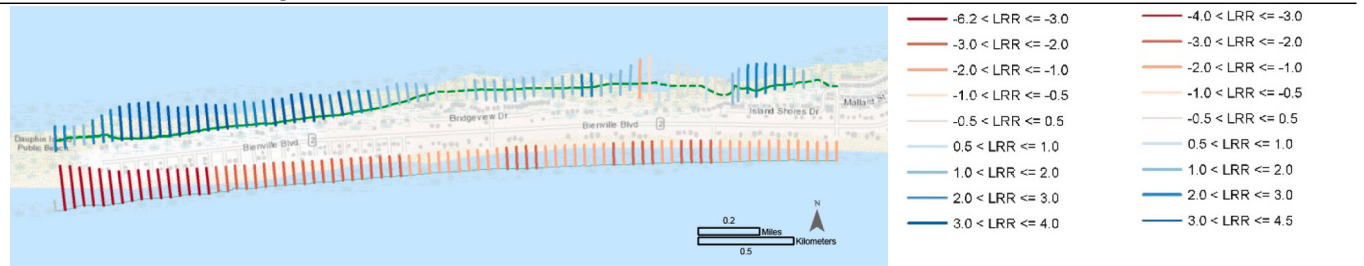 Dauphin Is
Public Beach
Bienville Blvd
2
Bridgeview Dr
Bienville Blvd
2
Island Shores Dr
Mallard St
0.2
Miles
Kilometers
0.5
N
-6.2 < LRR <= -3.0
-3.0 < LRR <= -2.0
-2.0 < LRR <= -1.0
-1.0 < LRR <= -0.5
-0.5 < LRR <= 0.5
0.5 < LRR <= 1.0
1.0 < LRR <= 2.0
2.0 < LRR <= 3.0
3.0 < LRR <= 4.0
-4.0 < LRR <= -3.0
-3.0 < LRR <= -2.0
-2.0 < LRR <= -1.0
-1.0 < LRR <= -0.5
-0.5 < LRR <= 0.5
0.5 < LRR <= 1.0
1.0 < LRR <= 2.0
2.0 < LRR <= 3.0
3.0 < LRR <= 4.5